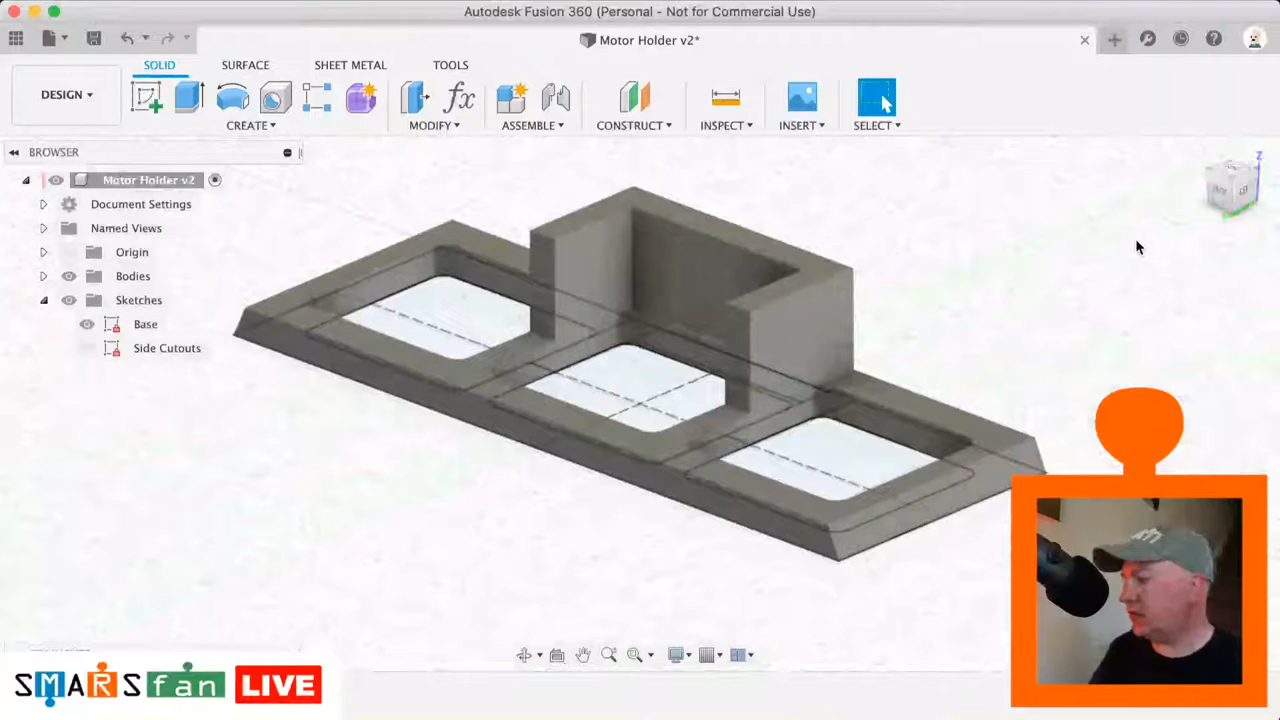 Autodesk Fusion 360 (Personal - Not for Commercial Use)
Motor Holder v2*
SOLID SURFACE SHEET METAL TOOLS
DESIGN
CREATE MODIFY ASSEMBLE CONSTRUCT INSPECT INSERT SELECT
BROWSER
Motor Holder v2
Document Settings
Named Views
Origin
Bodies
Sketches
Base
Side Cutouts
Z
SMARSfan LIVE